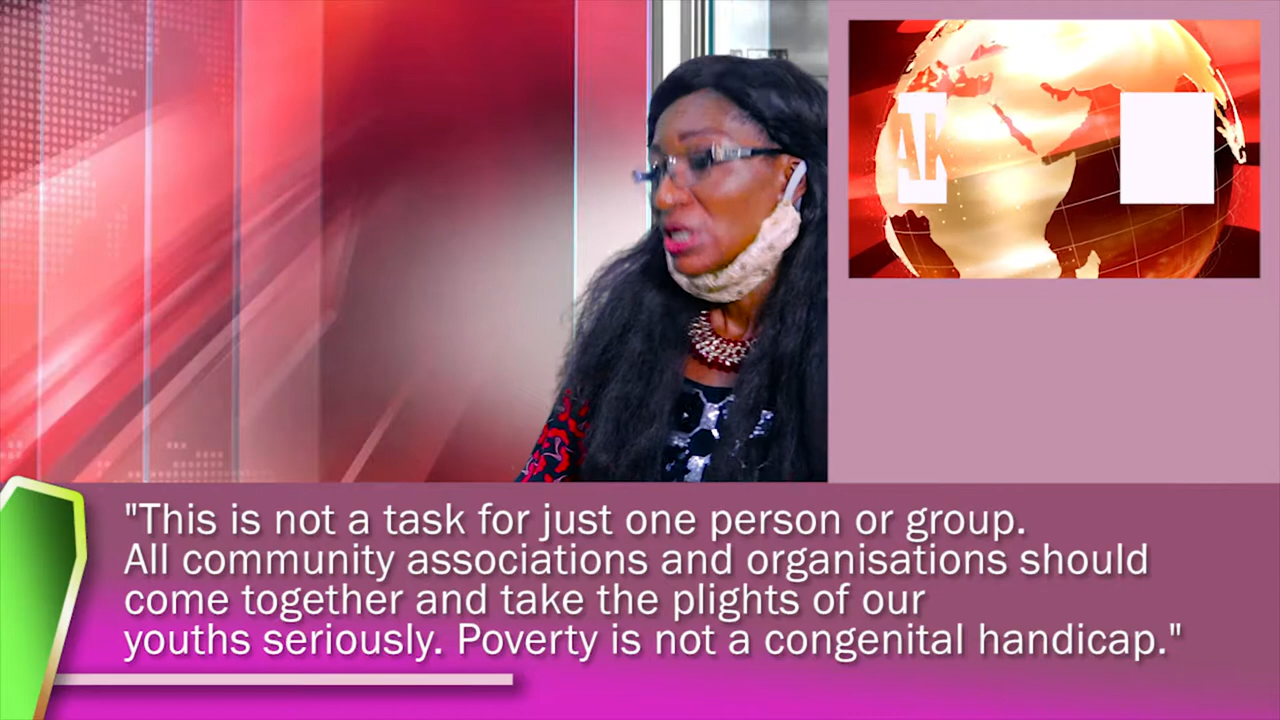 "This is not a task for just one person or group.
All community associations and organisations should
come together and take the plights of our
youths seriously. Poverty is not a congenital handicap."